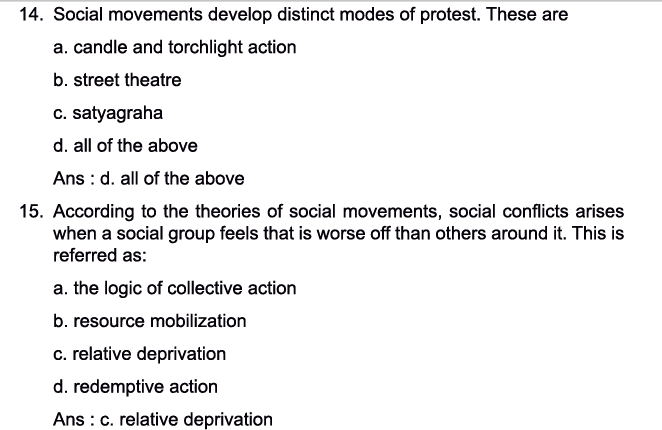 14. Social movements develop distinct modes of protest. These are
a. candle and torchlight action
b. street theatre
c. satyagraha
d. all of the above
Ans : d. all of the above
15. According to the theories of social movements, social conflicts arises
when a social group feels that is worse off than others around it. This is
referred as:
a. the logic of collective action
b. resource mobilization
c. relative deprivation
d. redemptive action
Ans : c. relative deprivation